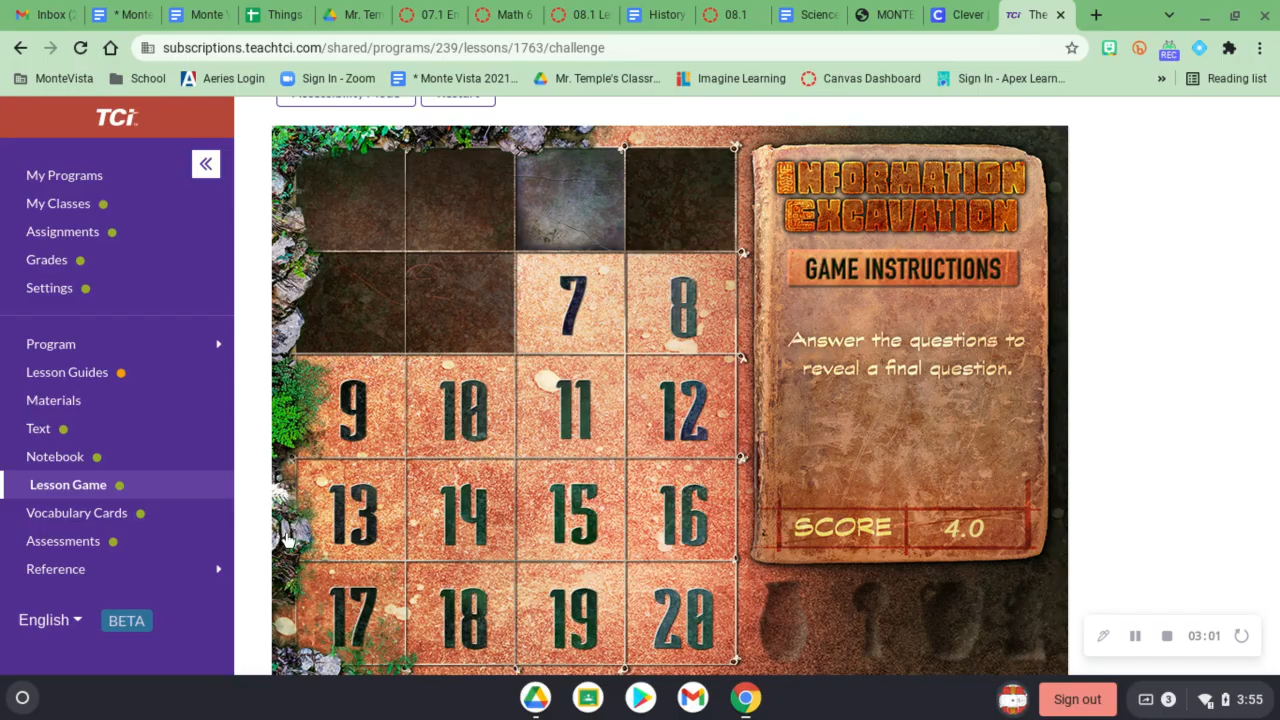 Inbox (2
* Monte
Monte V
Things
Mr. Tem
07.1 En
Math 6
08.1 Le
History
08.1
Science
MONTE
Clever
TCi
The
subscriptions.teachtci.com/shared/programs/239/lessons/1763/challenge
REC
MonteVista
School
Aeries Login
Sign In - Zoom
* Monte Vista 2021...
Mr. Temple's Classr...
Imagine Learning
Canvas Dashboard
Sign In - Apex Learn...
»
Reading list
TCi
My Programs
My Classes
Assignments
Grades
Settings
Program
Lesson Guides
Materials
Text
Notebook
Lesson Game
Vocabulary Cards
Assessments
Reference
English
BETA
7 8
9 10 11 12
13 14 15 16
17 18 19 20
INFORMATION
EXCAVATION
GAME INSTRUCTIONS
Answer the questions to
reveal a final question.
SCORE 4.0
03:01
Sign out
3
3:55